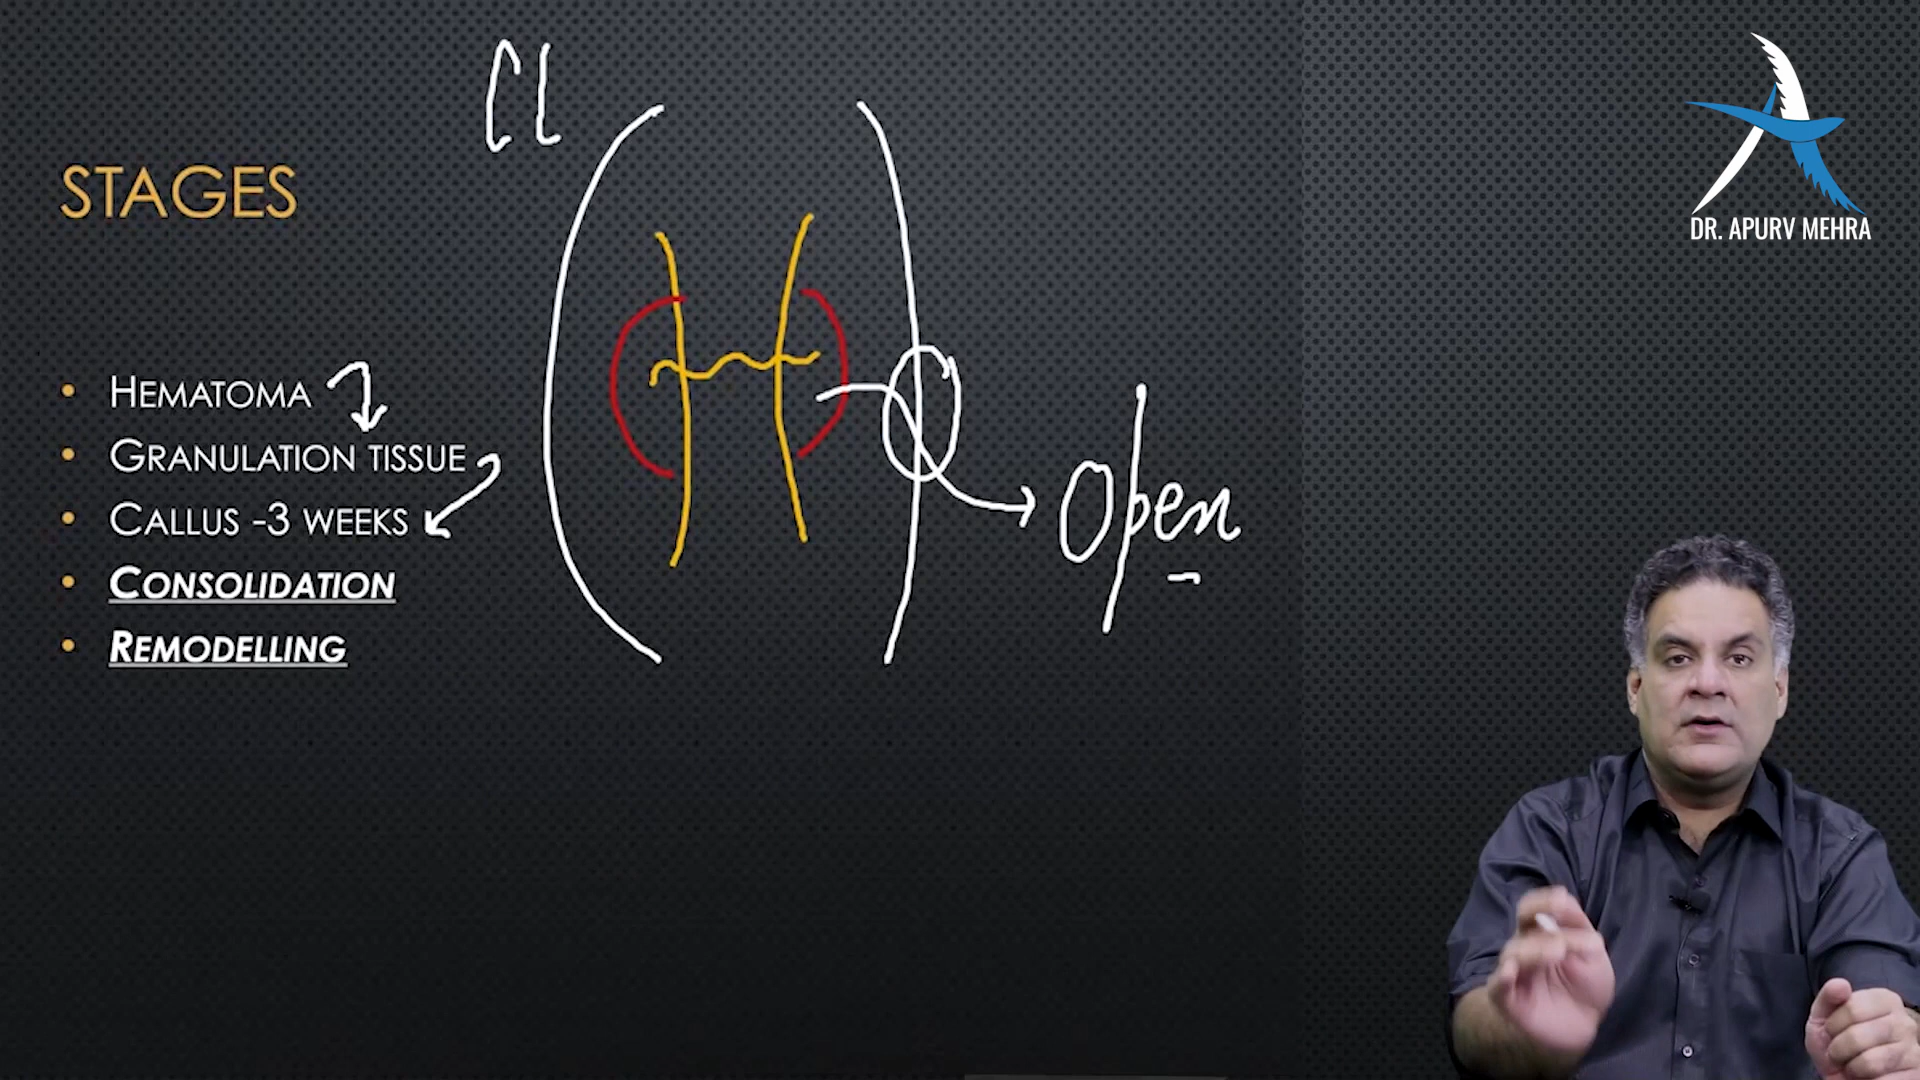 Cl
STAGES
HEMATOMA
GRANULATION TISSUE
CALLUS -3 WEEKS
CONSOLIDATION
REMODELLING
Open
DR. APURV MEHRA